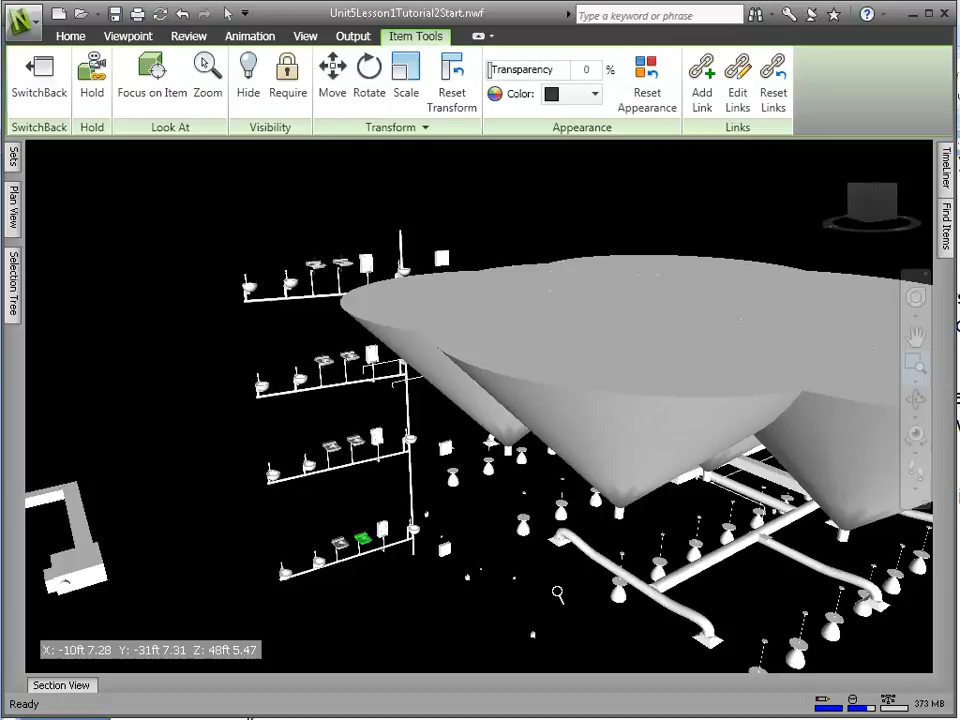 Unit5Lesson1Tutorial2Start.nwf
Type a keyword or phrase
Home Viewpoint Review Animation View Output Item Tools
SwitchBack Hold Focus on Item Zoom Hide Require Move Rotate Scale Reset Transform Transparency 0 % Reset Appearance Add Link Edit Links Reset Links
Color:
SwitchBack Hold Look At Visibility Transform Appearance Links
Sets
Plan View
Selection Tree
TimeLiner
Find Items
X: -10ft 7.28 Y: -31ft 7.31 Z: 48ft 5.47
Section View
Ready
373 MB